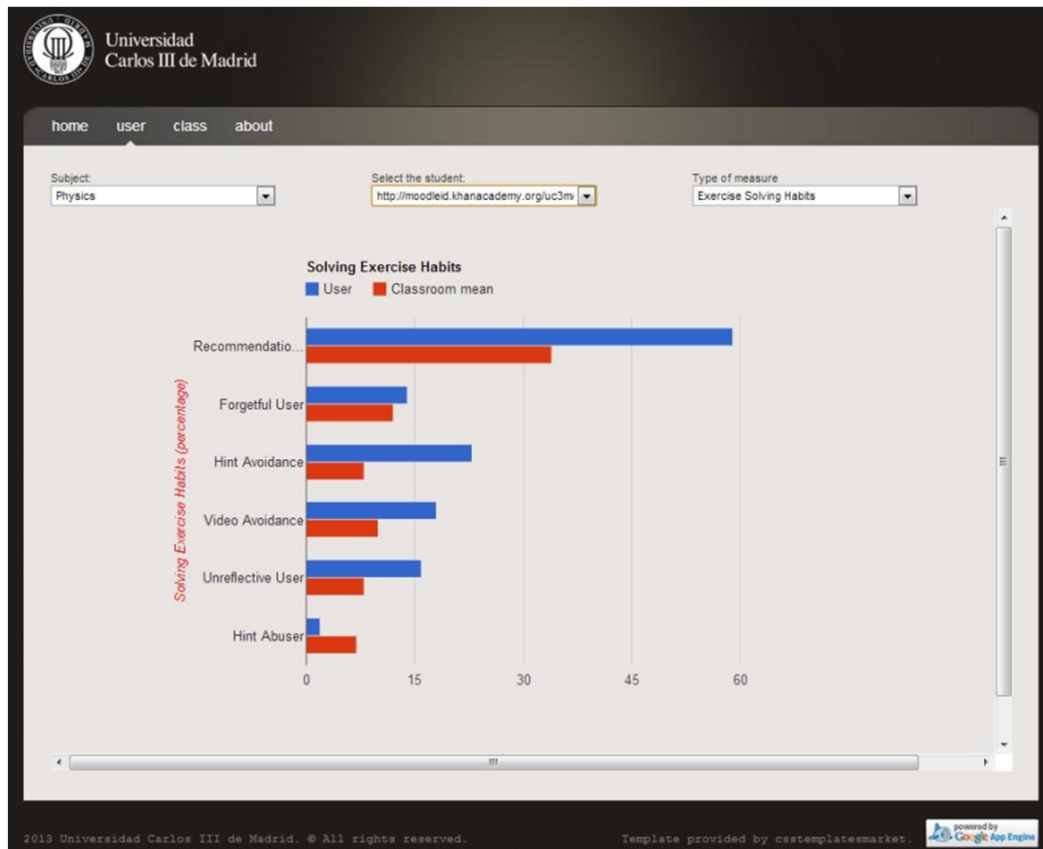 Universidad
Carlos III de Madrid
home user class about
Subject:
Physics
Select the student:
http://moodleid.khanacademy.org/uc3m
Type of measure
Exercise Solving Habits
Solving Exercise Habits
User Classroom mean
Solving Exercise Habits (percentage)
Recommendatio...
Forgetful User
Hint Avoidance
Video Avoidance
Unreflective User
Hint Abuser
0 15 30 45 60
2013 Universidad Carlos III de Madrid. © All rights reserved.
Template provided by csstemplatesmarket.
powered by
Google App Engine